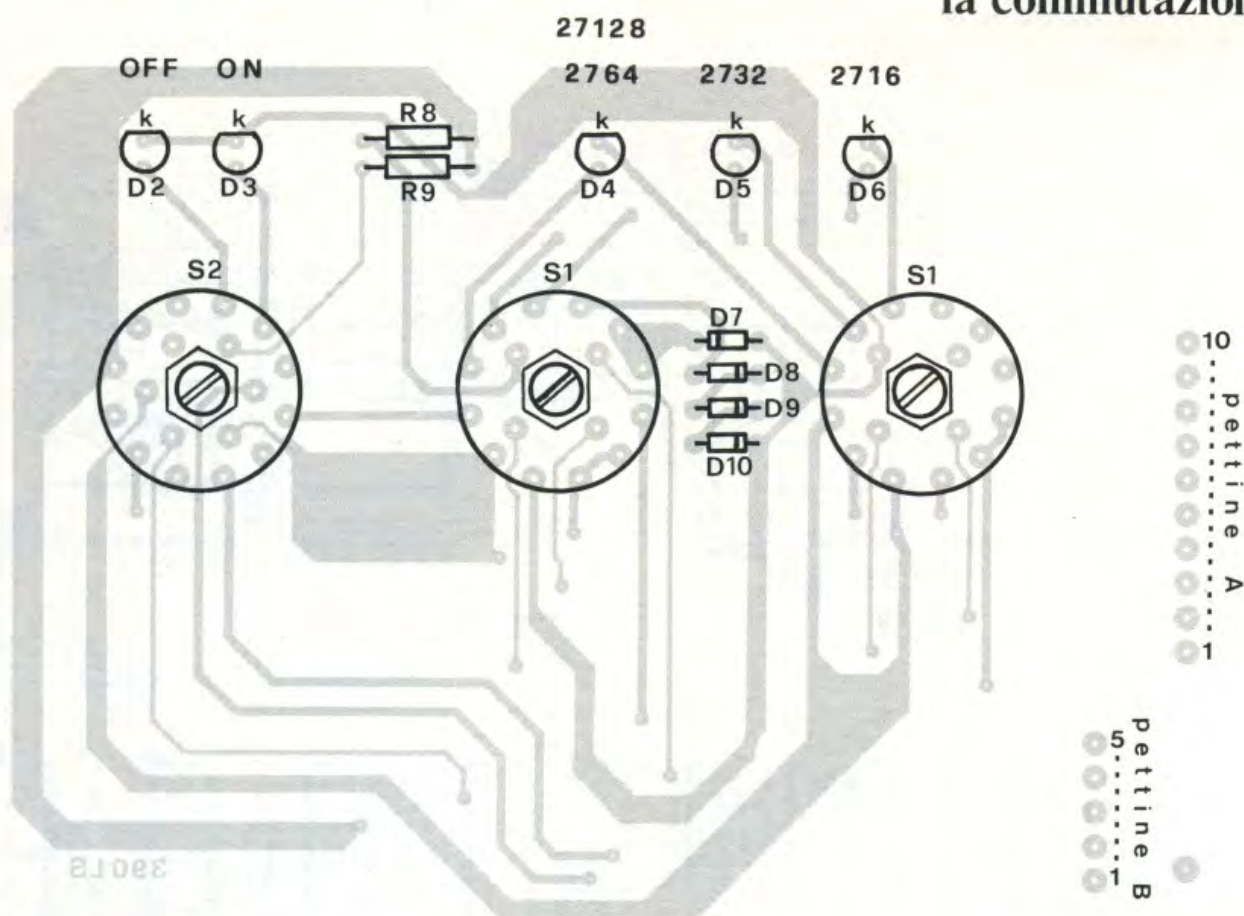 la commutazion
27128
OFF ON 2764 2732 2716
k k R8 k k k
D2 D3 R9 D4 D5 D6
S2 S1 S1
D7
D8
D9
D10
10
pettine A
1
5
pettine B
1
390LS